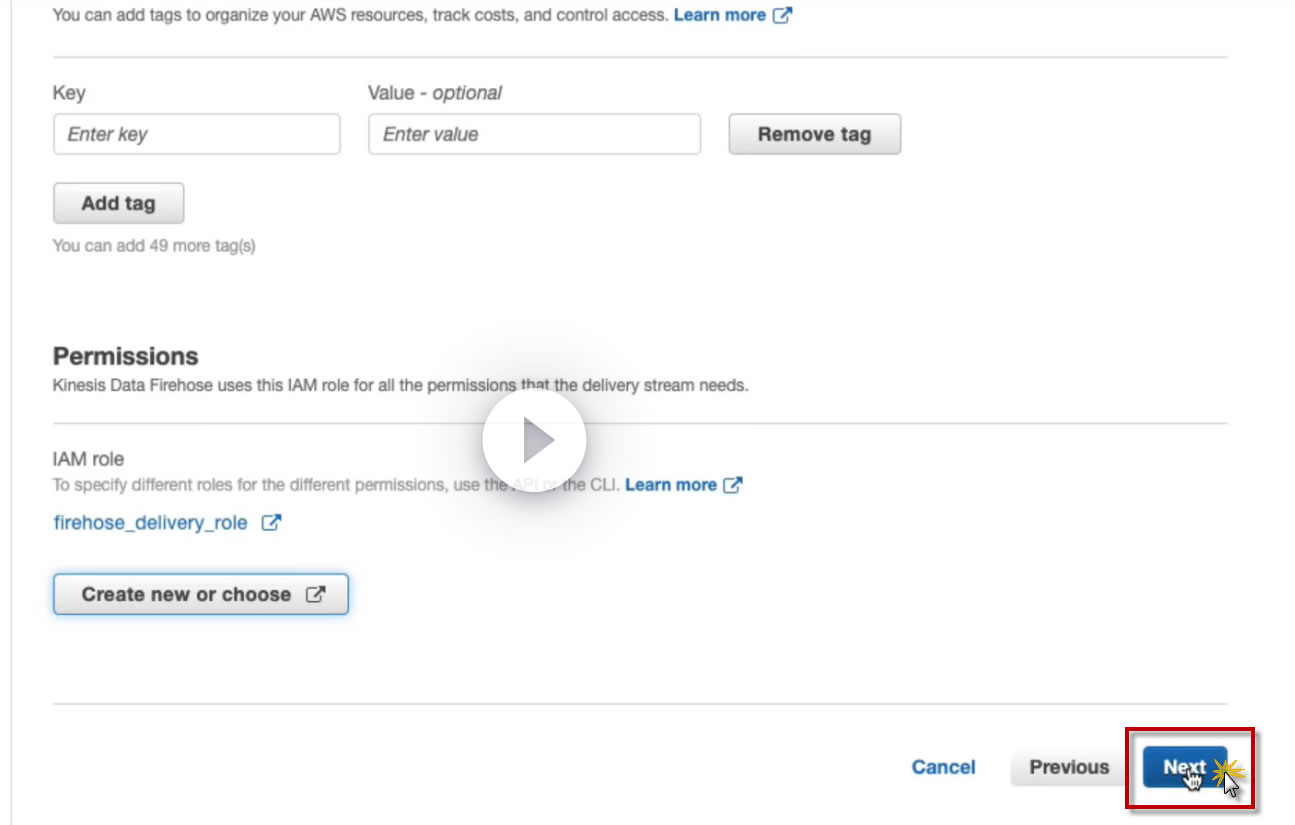 You can add tags to organize your AWS resources, track costs, and control access. Learn more
Key Value - optional
Enter key Enter value Remove tag
Add tag
You can add 49 more tag(s)
Permissions
Kinesis Data Firehose uses this IAM role for all the permissions that the delivery stream needs.
IAM role
To specify different roles for the different permissions, use the API or the CLI. Learn more
firehose_delivery_role
Create new or choose
Cancel Previous Next